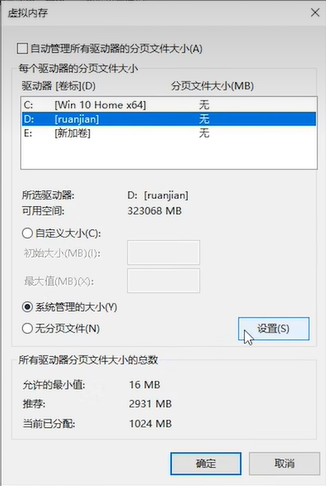 虚拟内存
自动管理所有驱动器的分页文件大小(A)
每个驱动器的分页文件大小
驱动器 [卷标](D) 分页文件大小(MB)
C: [Win 10 Home x64] 无
D: [ruanjian] 无
E: [新加卷] 无
所选驱动器: D: [ruanjian]
可用空间: 323068 MB
自定义大小(C):
初始大小(MB)(I):
最大值(MB)(X):
系统管理的大小(Y)
无分页文件(N)
设置(S)
所有驱动器分页文件大小的总数
允许的最小值: 16 MB
推荐: 2931 MB
当前已分配: 1024 MB
确定 取消